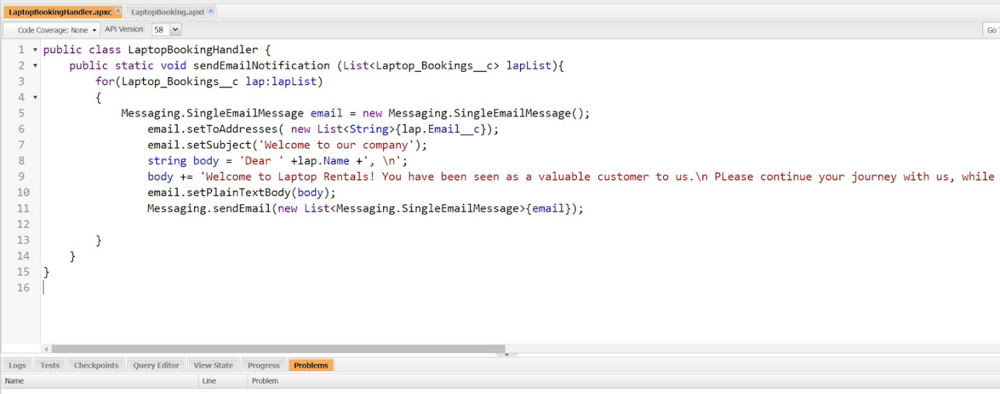 LaptopBookingHandler.apxc LaptopBooking.apxt
Code Coverage: None API Version: 58 Go
1 public class LaptopBookingHandler {
2 public static void sendEmailNotification (List<Laptop_Bookings__c> lapList){
3 for(Laptop_Bookings__c lap:lapList)
4 {
5 Messaging.SingleEmailMessage email = new Messaging.SingleEmailMessage();
6 email.setToAddresses( new List<String>{lap.Email__c});
7 email.setSubject('Welcome to our company');
8 string body = 'Dear ' +lap.Name +', \n';
9 body += 'Welcome to Laptop Rentals! You have been seen as a valuable customer to us.\n PLease continue your journey with us, while
10 email.setPlainTextBody(body);
11 Messaging.sendEmail(new List<Messaging.SingleEmailMessage>{email});
12
13 }
14 }
15 }
16
Logs Tests Checkpoints Query Editor View State Progress Problems
Name Line Problem